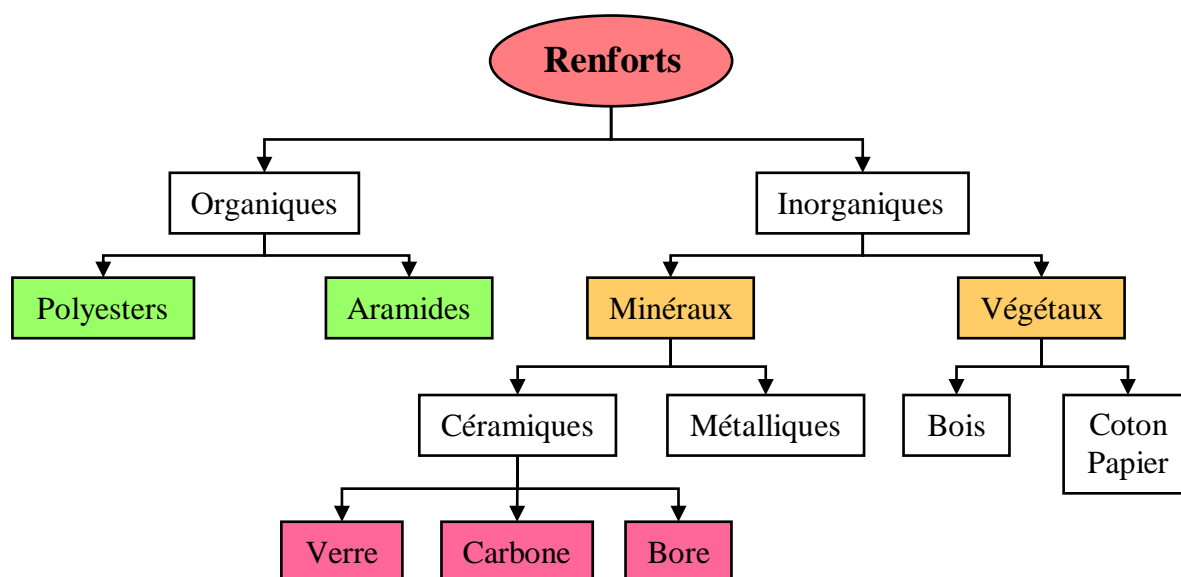 Renforts
Organiques
Inorganiques
Polyesters
Aramides
Minéraux
Végétaux
Céramiques
Métalliques
Bois
Coton
Papier
Verre
Carbone
Bore